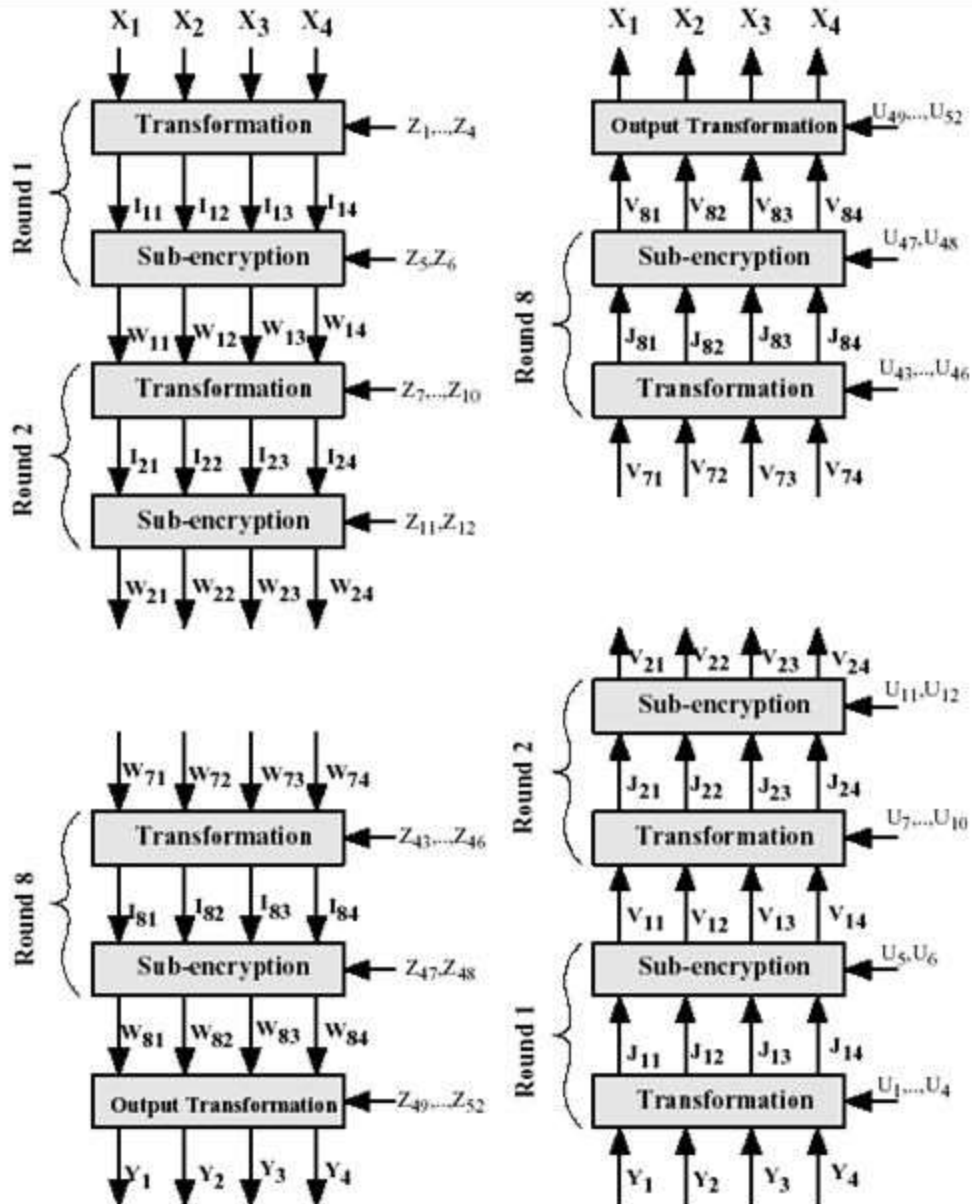 X₁ X₂ X₃ X₄
Transformation
Z₁,..,Z₄
Round 1
I₁₁ I₁₂ I₁₃ I₁₄
Sub-encryption
Z₅,Z₆
W₁₁ W₁₂ W₁₃ W₁₄
Transformation
Z₇,..,Z₁₀
Round 2
I₂₁ I₂₂ I₂₃ I₂₄
Sub-encryption
Z₁₁,Z₁₂
W₂₁ W₂₂ W₂₃ W₂₄
W₇₁ W₇₂ W₇₃ W₇₄
Transformation
Z₄₃,..,Z₄₆
Round 8
I₈₁ I₈₂ I₈₃ I₈₄
Sub-encryption
Z₄₇,Z₄₈
W₈₁ W₈₂ W₈₃ W₈₄
Output Transformation
Z₄₉,..,Z₅₂
Y₁ Y₂ Y₃ Y₄
X₁ X₂ X₃ X₄
Output Transformation
U₄₉,..,U₅₂
V₈₁ V₈₂ V₈₃ V₈₄
Sub-encryption
U₄₇,U₄₈
Round 8
J₈₁ J₈₂ J₈₃ J₈₄
Transformation
U₄₃,..,U₄₆
V₇₁ V₇₂ V₇₃ V₇₄
V₂₁ V₂₂ V₂₃ V₂₄
Sub-encryption
U₁₁,U₁₂
Round 2
J₂₁ J₂₂ J₂₃ J₂₄
Transformation
U₇,..,U₁₀
V₁₁ V₁₂ V₁₃ V₁₄
Sub-encryption
U₅,U₆
Round 1
J₁₁ J₁₂ J₁₃ J₁₄
Transformation
U₁,..,U₄
Y₁ Y₂ Y₃ Y₄